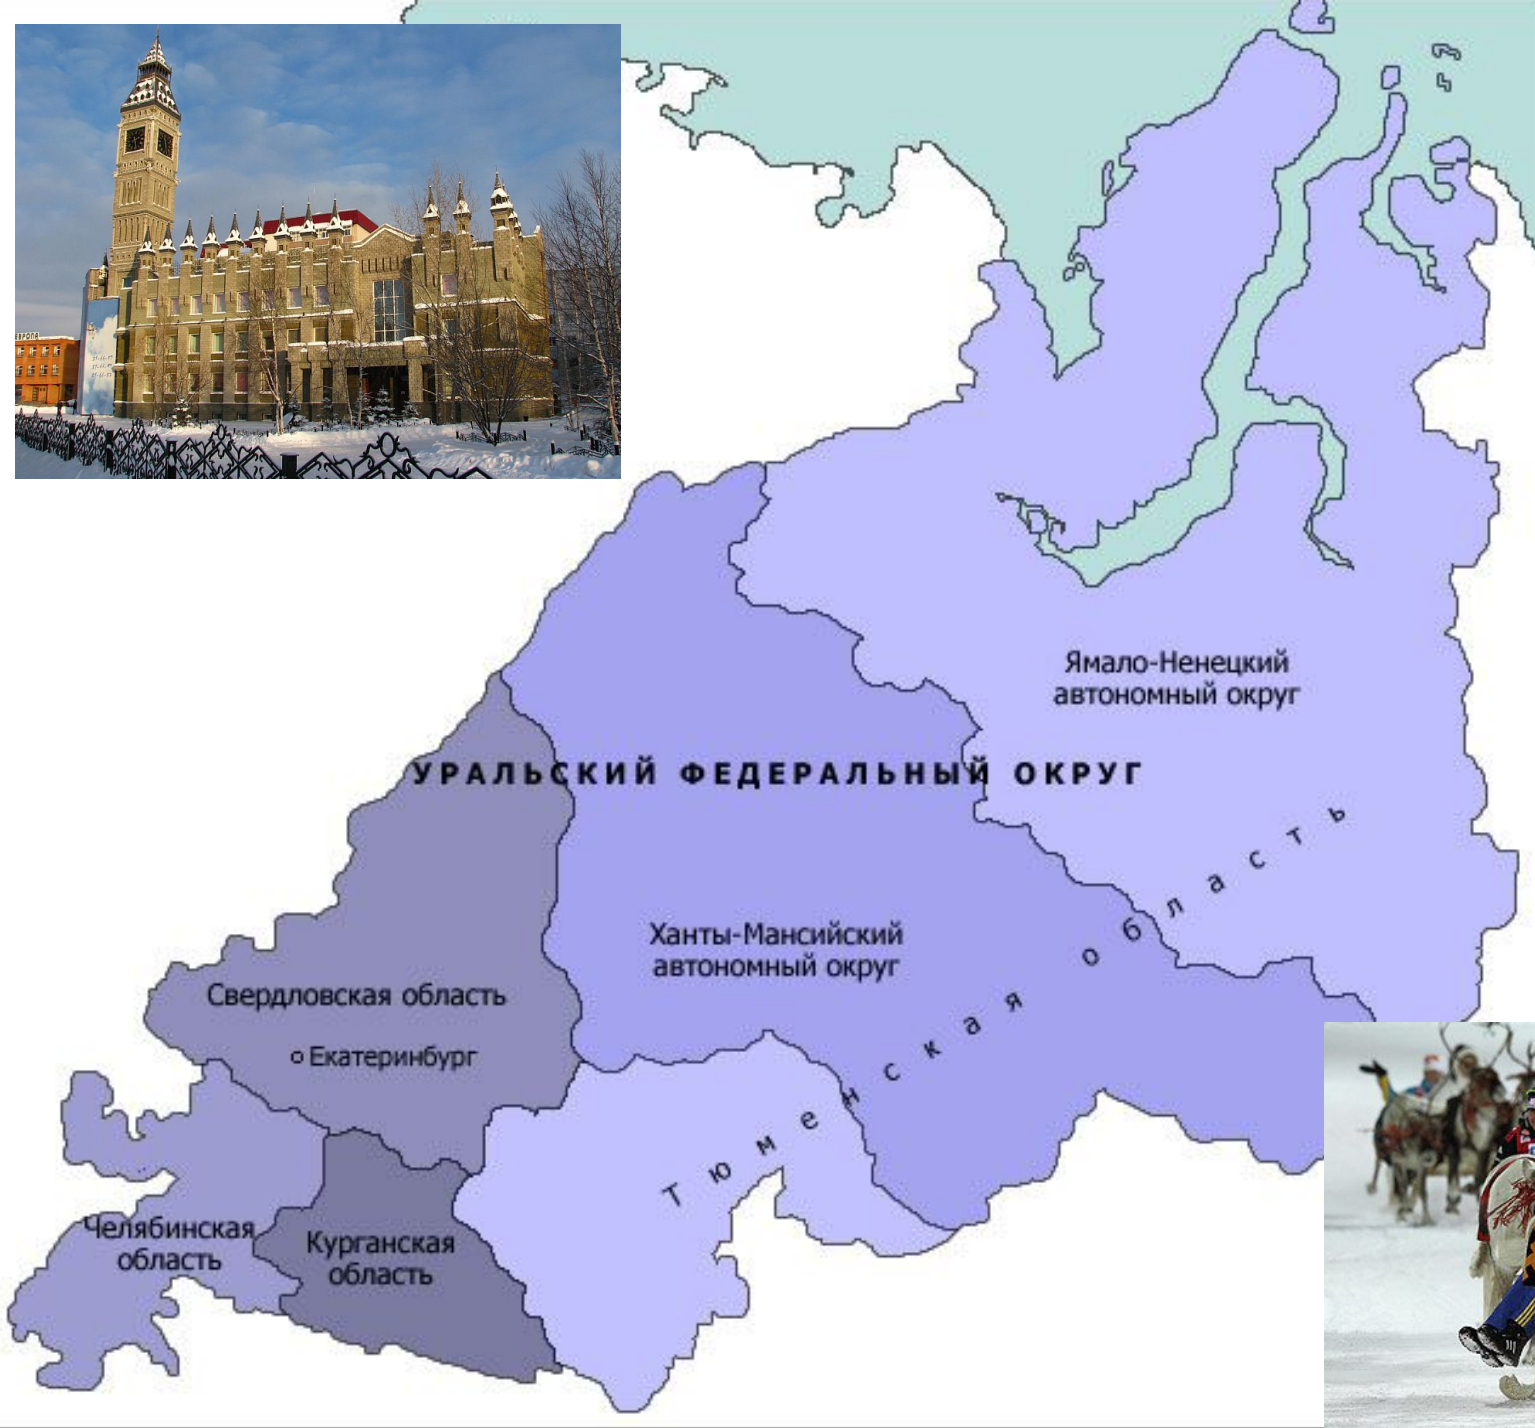 ЕВРОПА
Ямало-Ненецкий
автономный округ
УРАЛЬСКИЙ ФЕДЕРАЛЬНЫЙ ОКРУГ
Ханты-Мансийский
автономный округ
Тюменская область
Свердловская область
Екатеринбург
Челябинская
область
Курганская
область